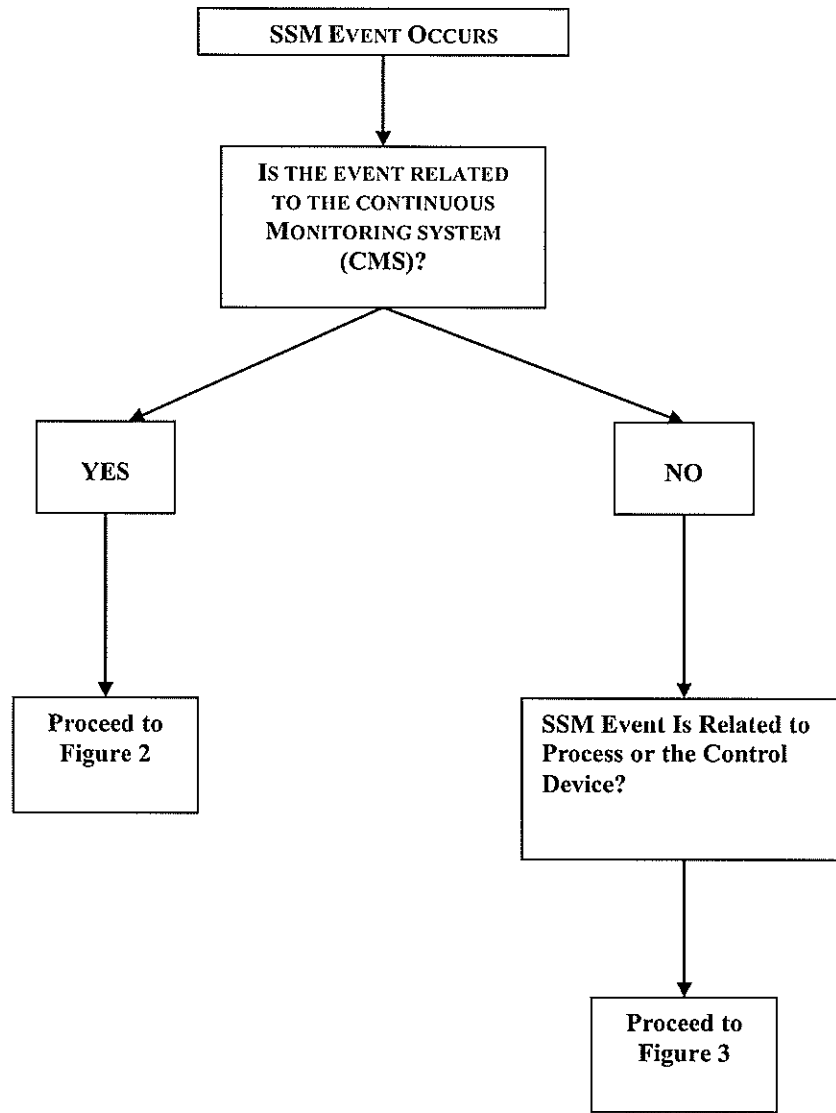 SSM EVENT OCCURS
IS THE EVENT RELATED
TO THE CONTINUOUS
MONITORING SYSTEM
(CMS)?
YES
NO
Proceed to
Figure 2
SSM Event Is Related to
Process or the Control
Device?
Proceed to
Figure 3